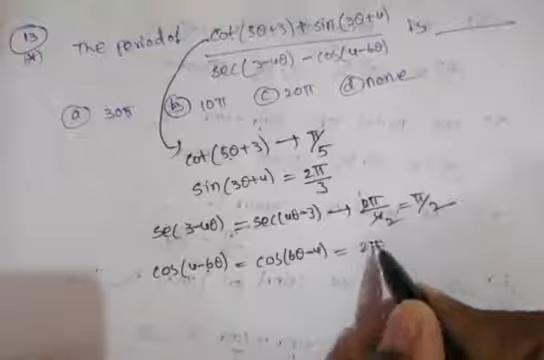 13) The period of cot(5θ+3)+sin(3θ+4) / sec(3-4θ) - cos(4-6θ) is ____
(a) 30π (b) 10π (c) 20π (d) none
cot(5θ+3) → π/5
sin(3θ+4) = 2π/3
sec(3-4θ) = sec(4θ-3) → 2π/4 2 = π/2
cos(4-6θ) = cos(6θ-4) = 2π